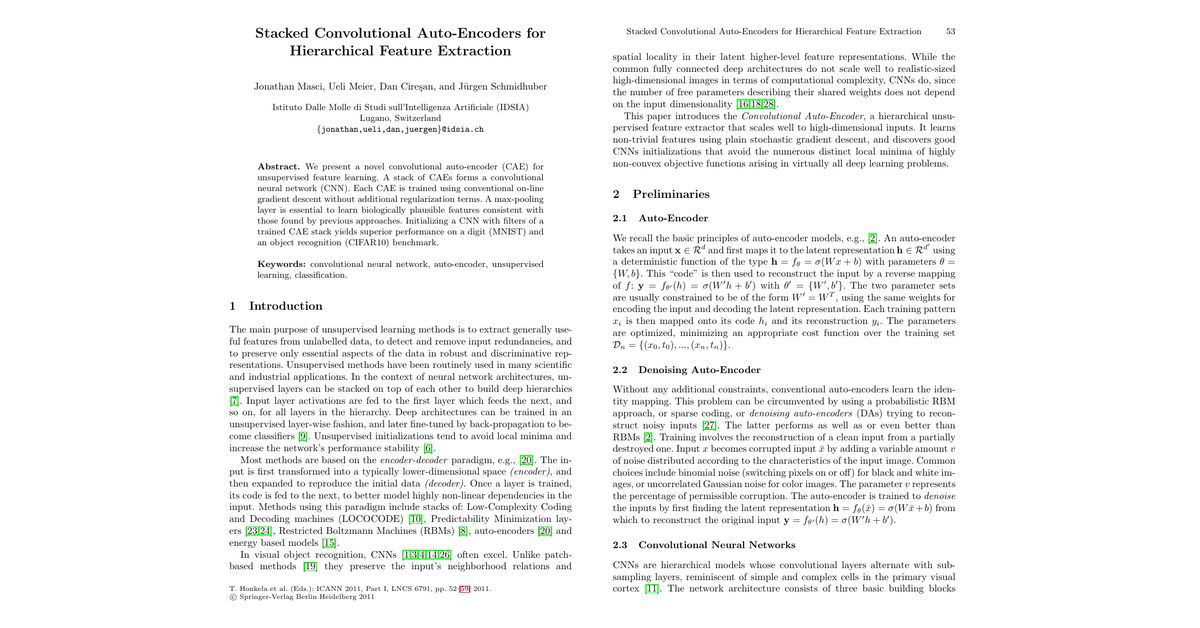 Stacked Convolutional Auto-Encoders for
Hierarchical Feature Extraction
Jonathan Masci, Ueli Meier, Dan Cireşan, and Jürgen Schmidhuber
Istituto Dalle Molle di Studi sull'Intelligenza Artificiale (IDSIA)
Lugano, Switzerland
{jonathan,ueli,dan,juergen}@idsia.ch
Abstract. We present a novel convolutional auto-encoder (CAE) for
unsupervised feature learning. A stack of CAEs forms a convolutional
neural network (CNN). Each CAE is trained using conventional on-line
gradient descent without additional regularization terms. A max-pooling
layer is essential to learn biologically plausible features consistent with
those found by previous approaches. Initializing a CNN with filters of a
trained CAE stack yields superior performance on a digit (MNIST) and
an object recognition (CIFAR10) benchmark.
Keywords: convolutional neural network, auto-encoder, unsupervised
learning, classification.
1 Introduction
The main purpose of unsupervised learning methods is to extract generally use-
ful features from unlabelled data, to detect and remove input redundancies, and
to preserve only essential aspects of the data in robust and discriminative rep-
resentations. Unsupervised methods have been routinely used in many scientific
and industrial applications. In the context of neural network architectures, un-
supervised layers can be stacked on top of each other to build deep hierarchies
[7]. Input layer activations are fed to the first layer which feeds the next, and
so on, for all layers in the hierarchy. Deep architectures can be trained in an
unsupervised layer-wise fashion, and later fine-tuned by back-propagation to be-
come classifiers [9]. Unsupervised initializations tend to avoid local minima and
increase the network's performance stability [6].
Most methods are based on the encoder-decoder paradigm, e.g., [20]. The in-
put is first transformed into a typically lower-dimensional space (encoder), and
then expanded to reproduce the initial data (decoder). Once a layer is trained,
its code is fed to the next, to better model highly non-linear dependencies in the
input. Methods using this paradigm include stacks of: Low-Complexity Coding
and Decoding machines (LOCOCODE) [10], Predictability Minimization lay-
ers [23,24], Restricted Boltzmann Machines (RBMs) [8], auto-encoders [20] and
energy based models [15].
In visual object recognition, CNNs [1,3,4,14,26] often excel. Unlike patch-
based methods [19] they preserve the input's neighborhood relations and
T. Honkela et al. (Eds.): ICANN 2011, Part I, LNCS 6791, pp. 52–59, 2011.
© Springer-Verlag Berlin Heidelberg 2011
Stacked Convolutional Auto-Encoders for Hierarchical Feature Extraction 53
spatial locality in their latent higher-level feature representations. While the
common fully connected deep architectures do not scale well to realistic-sized
high-dimensional images in terms of computational complexity, CNNs do, since
the number of free parameters describing their shared weights does not depend
on the input dimensionality [16,18,28].
This paper introduces the Convolutional Auto-Encoder, a hierarchical unsu-
pervised feature extractor that scales well to high-dimensional inputs. It learns
non-trivial features using plain stochastic gradient descent, and discovers good
CNNs initializations that avoid the numerous distinct local minima of highly
non-convex objective functions arising in virtually all deep learning problems.
2 Preliminaries
2.1 Auto-Encoder
We recall the basic principles of auto-encoder models, e.g., [2]. An auto-encoder
takes an input x ∈ R^d and first maps it to the latent representation h ∈ R^d′ using
a deterministic function of the type h = f_θ = σ(Wx + b) with parameters θ =
{W, b}. This "code" is then used to reconstruct the input by a reverse mapping
of f: y = f_θ′(h) = σ(W′h + b′) with θ′ = {W′, b′}. The two parameter sets
are usually constrained to be of the form W′ = W^T, using the same weights for
encoding the input and decoding the latent representation. Each training pattern
x_i is then mapped onto its code h_i and its reconstruction y_i. The parameters
are optimized, minimizing an appropriate cost function over the training set
D_n = {(x_0, t_0), ..., (x_n, t_n)}.
2.2 Denoising Auto-Encoder
Without any additional constraints, conventional auto-encoders learn the iden-
tity mapping. This problem can be circumvented by using a probabilistic RBM
approach, or sparse coding, or denoising auto-encoders (DAs) trying to recon-
struct noisy inputs [27]. The latter performs as well as or even better than
RBMs [2]. Training involves the reconstruction of a clean input from a partially
destroyed one. Input x becomes corrupted input x̄ by adding a variable amount v
of noise distributed according to the characteristics of the input image. Common
choices include binomial noise (switching pixels on or off) for black and white im-
ages, or uncorrelated Gaussian noise for color images. The parameter v represents
the percentage of permissible corruption. The auto-encoder is trained to denoise
the inputs by first finding the latent representation h = f_θ(x̄) = σ(Wx̄ + b) from
which to reconstruct the original input y = f_θ′(h) = σ(W′h + b′).
2.3 Convolutional Neural Networks
CNNs are hierarchical models whose convolutional layers alternate with sub-
sampling layers, reminiscent of simple and complex cells in the primary visual
cortex [11]. The network architecture consists of three basic building blocks